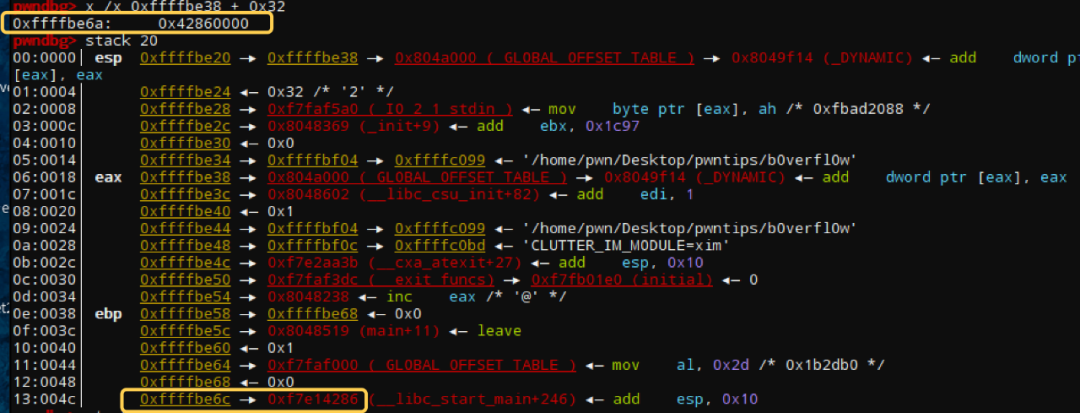 pwndbg> x /x 0xffffbe38 + 0x32
0xffffbe6a: 0x42860000
pwndbg> stack 20
00:0000│ esp 0xffffbe20 → 0xffffbe38 → 0x804a000 (_GLOBAL_OFFSET_TABLE_) → 0x8049f14 (_DYNAMIC) ◂— add dword pt
[eax], eax
01:0004│ 0xffffbe24 ◂— 0x32 /* '2' */
02:0008│ 0xffffbe28 → 0xf7faf5a0 (_IO_2_1_stdin_) ◂— mov byte ptr [eax], ah /* 0xfbad2088 */
03:000c│ 0xffffbe2c → 0x8048369 (_init+9) ◂— add ebx, 0x1c97
04:0010│ 0xffffbe30 ◂— 0x0
05:0014│ 0xffffbe34 → 0xffffbf04 → 0xffffc099 ◂— '/home/pwn/Desktop/pwntips/b0verfl0w'
06:0018│ eax 0xffffbe38 → 0x804a000 (_GLOBAL_OFFSET_TABLE_) → 0x8049f14 (_DYNAMIC) ◂— add dword ptr [eax], eax
07:001c│ 0xffffbe3c → 0x8048602 (__libc_csu_init+82) ◂— add edi, 1
08:0020│ 0xffffbe40 ◂— 0x1
09:0024│ 0xffffbe44 → 0xffffbf04 → 0xffffc099 ◂— '/home/pwn/Desktop/pwntips/b0verfl0w'
0a:0028│ 0xffffbe48 → 0xffffbf0c → 0xffffc0bd ◂— 'CLUTTER_IM_MODULE=xim'
0b:002c│ 0xffffbe4c → 0xf7e2aa3b (__cxa_atexit+27) ◂— add esp, 0x10
0c:0030│ 0xffffbe50 → 0xf7faf3dc (__exit_funcs) → 0xf7fb01e0 (initial) ◂— 0
0d:0034│ 0xffffbe54 → 0x8048238 ◂— inc eax /* '@' */
0e:0038│ ebp 0xffffbe58 → 0xffffbe68 ◂— 0x0
0f:003c│ 0xffffbe5c → 0x8048519 (main+11) ◂— leave
10:0040│ 0xffffbe60 ◂— 0x1
11:0044│ 0xffffbe64 → 0xf7faf000 (_GLOBAL_OFFSET_TABLE_) ◂— mov al, 0x2d /* 0x1b2db0 */
12:0048│ 0xffffbe68 ◂— 0x0
13:004c│ 0xffffbe6c → 0xf7e14286 (__libc_start_main+246) ◂— add esp, 0x10